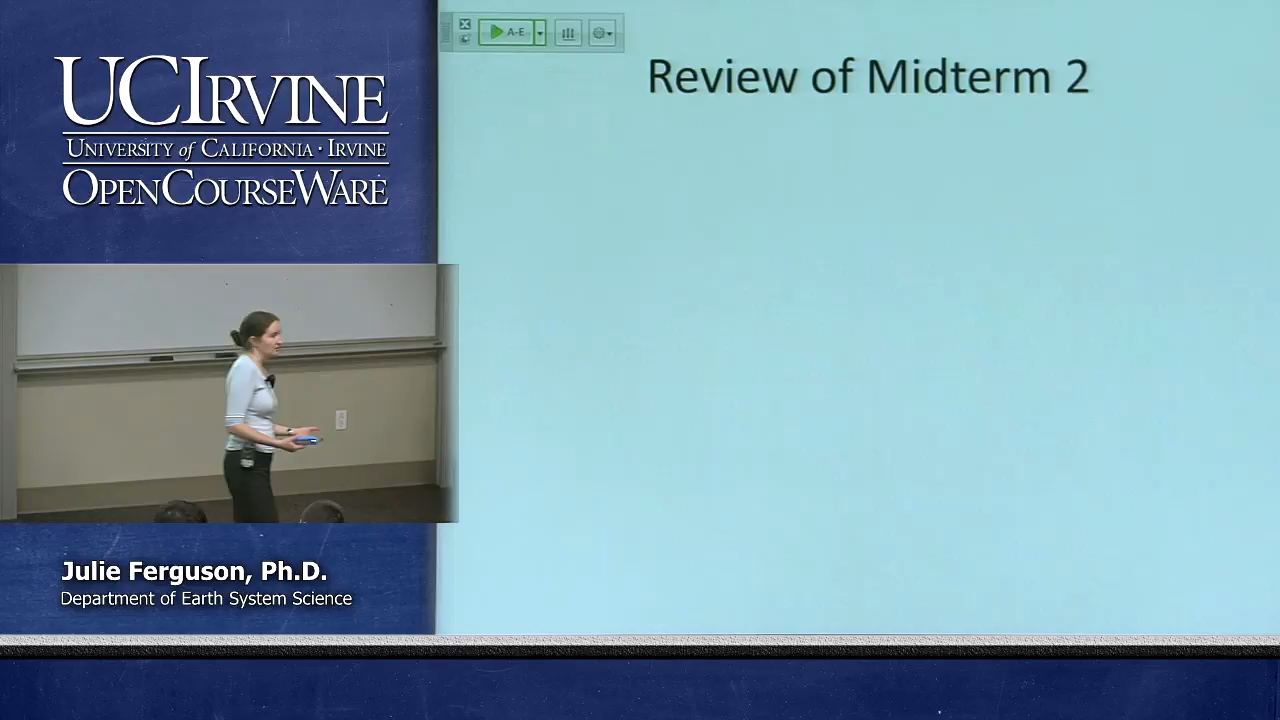 UCIRVINE
UNIVERSITY of CALIFORNIA · IRVINE
OPENCOURSEWARE
A-E
Review of Midterm 2
Julie Ferguson, Ph.D.
Department of Earth System Science